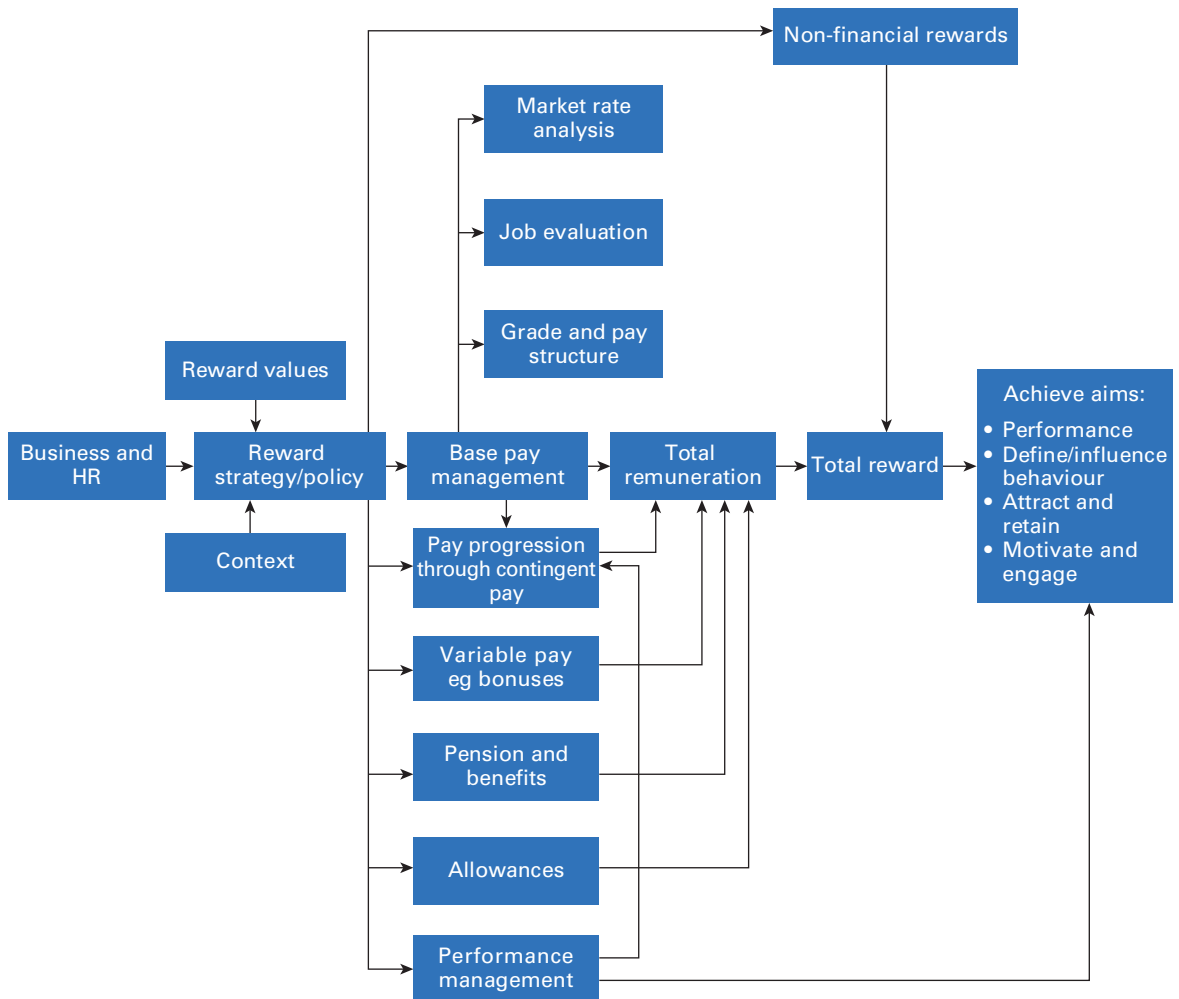 Non-financial rewards
Market rate
analysis
Job evaluation
Grade and pay
structure
Reward values
Business and
HR
Reward
strategy/policy
Context
Base pay
management
Total
remuneration
Total reward
Achieve aims:
• Performance
• Define/influence
behaviour
• Attract and
retain
• Motivate and
engage
Pay progression
through contingent
pay
Variable pay
eg bonuses
Pension and
benefits
Allowances
Performance
management